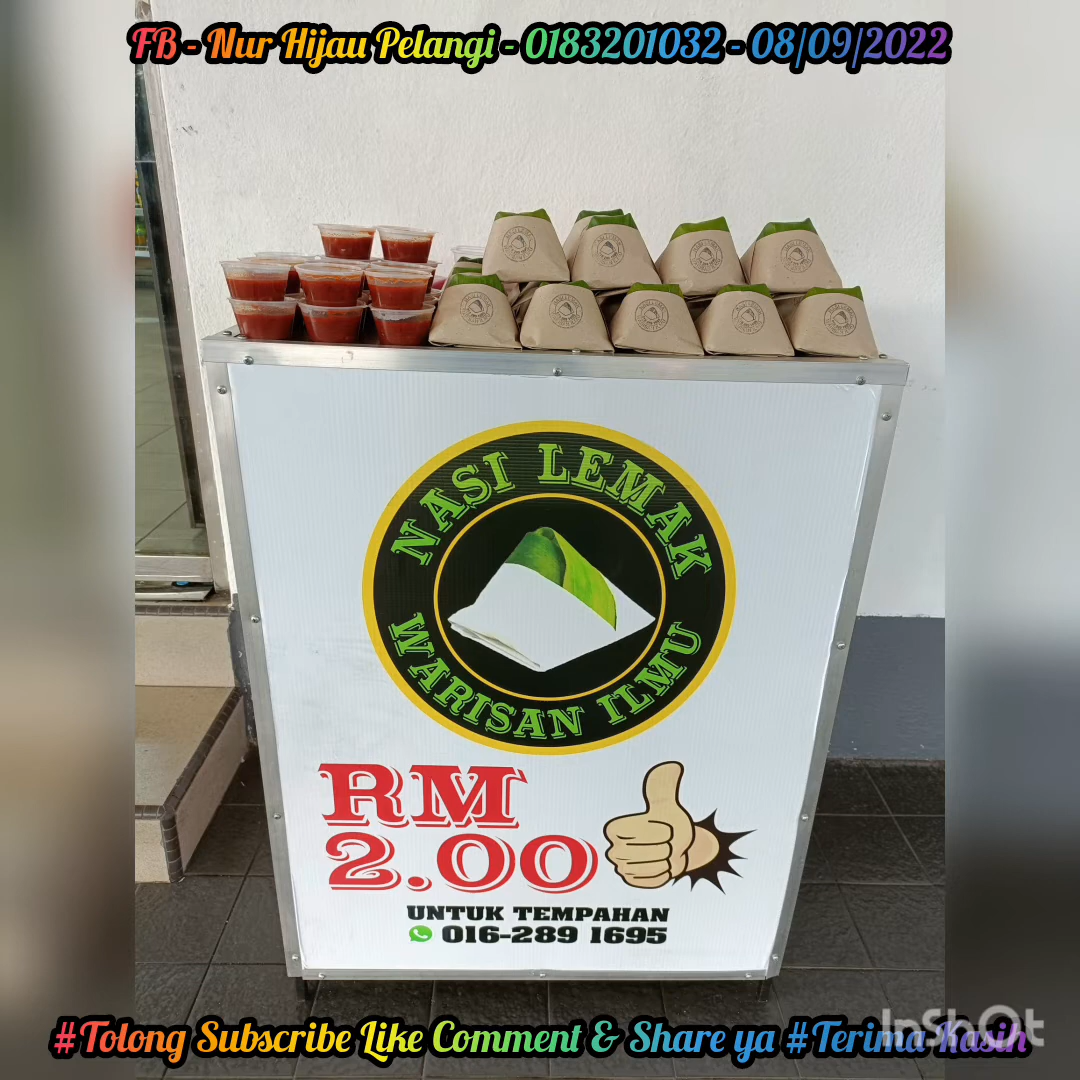 FB - Nur Hijau Pelangi - 0183201032 - 08/09/2022
NASI LEMAK
WARISAN ILMU
RM
2.00
UNTUK TEMPAHAN
016-289 1695
#Tolong Subscribe Like Comment & Share ya #Terima Kasih
InShOt